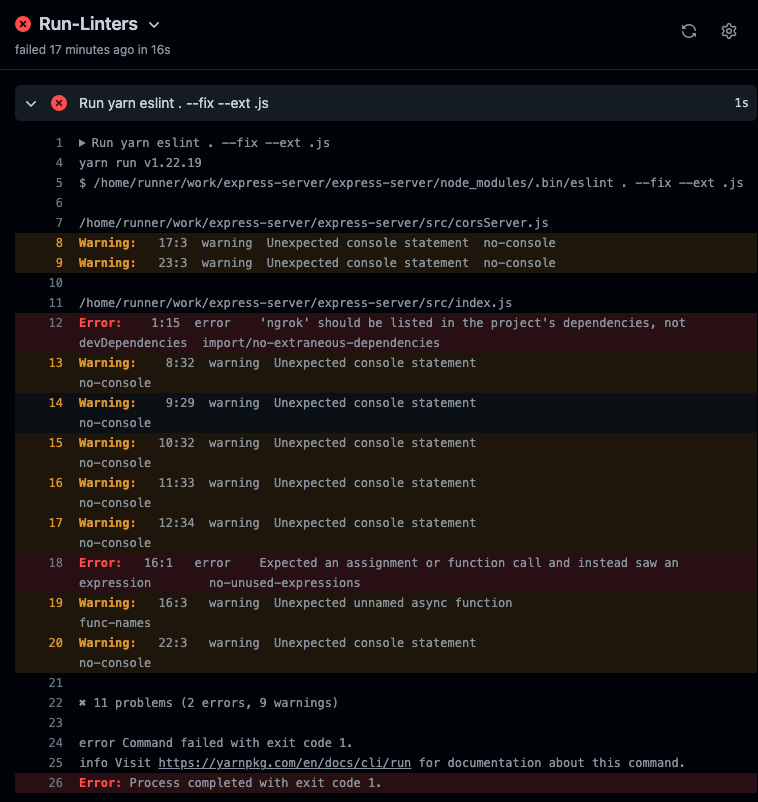 Run-Linters
failed 17 minutes ago in 16s
Run yarn eslint . --fix --ext .js 1s
1 Run yarn eslint . --fix --ext .js
4 yarn run v1.22.19
5 $ /home/runner/work/express-server/express-server/node_modules/.bin/eslint . --fix --ext .js
6
7 /home/runner/work/express-server/express-server/src/corsServer.js
8 Warning: 17:3 warning Unexpected console statement no-console
9 Warning: 23:3 warning Unexpected console statement no-console
10
11 /home/runner/work/express-server/express-server/src/index.js
12 Error: 1:15 error 'ngrok' should be listed in the project's dependencies, not
devDependencies import/no-extraneous-dependencies
13 Warning: 8:32 warning Unexpected console statement
no-console
14 Warning: 9:29 warning Unexpected console statement
no-console
15 Warning: 10:32 warning Unexpected console statement
no-console
16 Warning: 11:33 warning Unexpected console statement
no-console
17 Warning: 12:34 warning Unexpected console statement
no-console
18 Error: 16:1 error Expected an assignment or function call and instead saw an
expression no-unused-expressions
19 Warning: 16:3 warning Unexpected unnamed async function
func-names
20 Warning: 22:3 warning Unexpected console statement
no-console
21
22 ✖ 11 problems (2 errors, 9 warnings)
23
24 error Command failed with exit code 1.
25 info Visit https://yarnpkg.com/en/docs/cli/run for documentation about this command.
26 Error: Process completed with exit code 1.